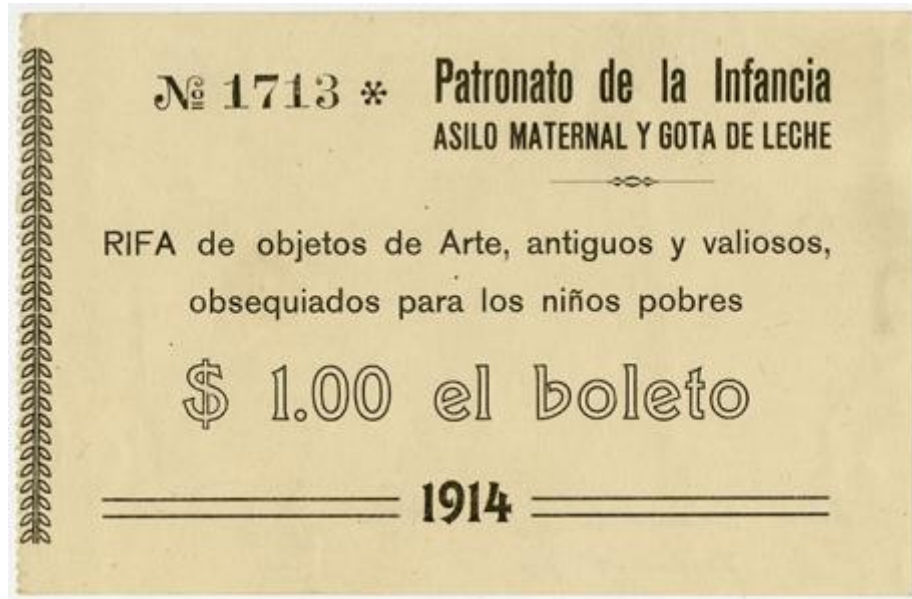 № 1713 *
Patronato de la Infancia
ASILO MATERNAL Y GOTA DE LECHE
RIFA de objetos de Arte, antiguos y valiosos,
obsequiados para los niños pobres
$ 1.00 el boleto
1914